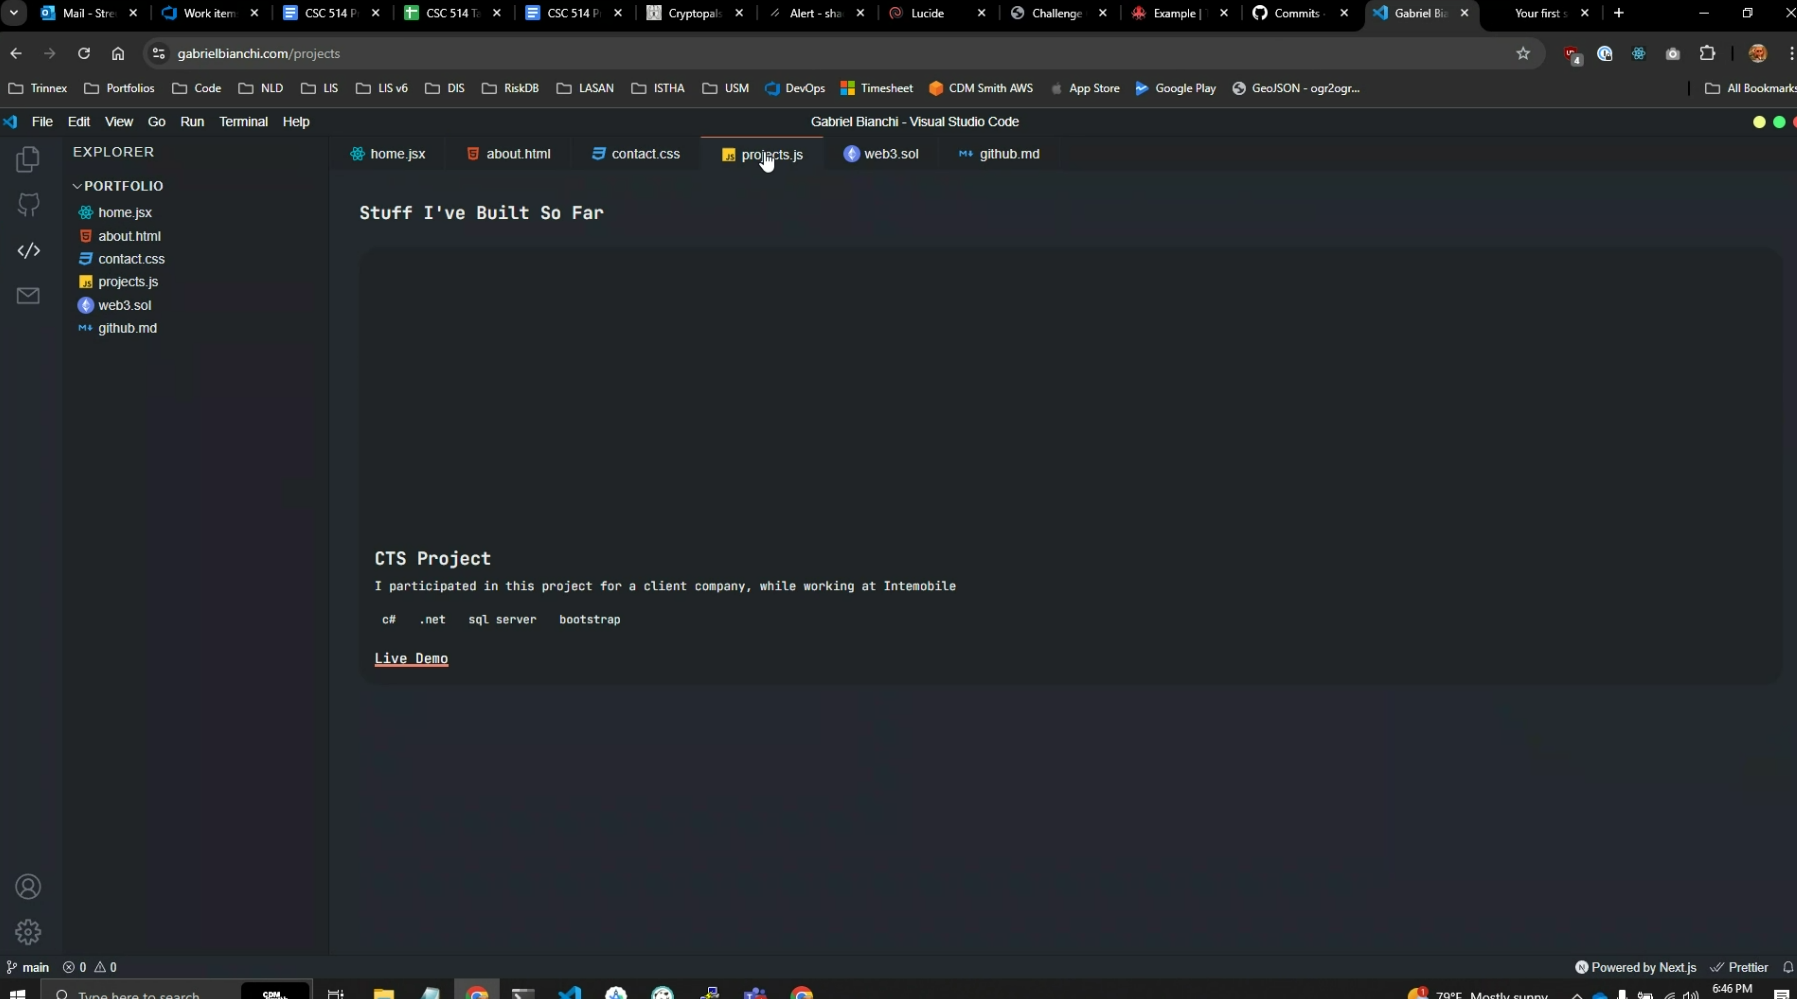 Mail - Stre
Work item
CSC 514 P
CSC 514 Ta
CSC 514 P
Cryptopals
Alert - sha
Lucide
Challenge
Example | T
Commits -
Gabriel Bia
Your first s
gabrielbianchi.com/projects
4
Trinnex
Portfolios
Code
NLD
LIS
LIS v6
DIS
RiskDB
LASAN
ISTHA
USM
DevOps
Timesheet
CDM Smith AWS
App Store
Google Play
GeoJSON - ogr2ogr...
All Bookmarks
File Edit View Go Run Terminal Help
Gabriel Bianchi - Visual Studio Code
EXPLORER
PORTFOLIO
home.jsx
about.html
contact.css
projects.js
web3.sol
github.md
home.jsx
about.html
contact.css
projects.js
web3.sol
github.md
Stuff I've Built So Far
CTS Project
I participated in this project for a client company, while working at Intemobile
c# .net sql server bootstrap
Live Demo
main 0 0
Powered by Next.js
Prettier
Type here to search
79°F Mostly sunny
6:46 PM